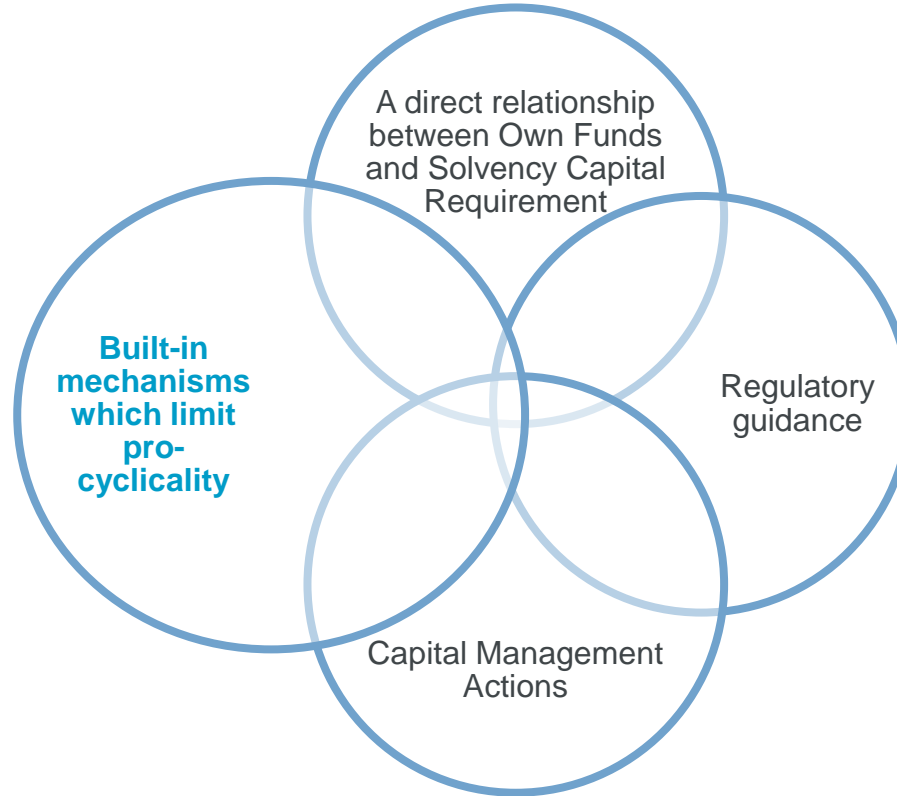 A direct relationship
between Own Funds
and Solvency Capital
Requirement
Built-in
mechanisms
which limit
pro-
cyclicality
Regulatory
guidance
Capital Management
Actions